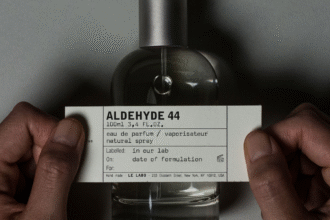 ALDEHYDE 44
100ml 3,4 fl.oz.
eau de parfum / vaporizateur
natural spray
Labeled in our lab
On date of formulation
For
LE LABO